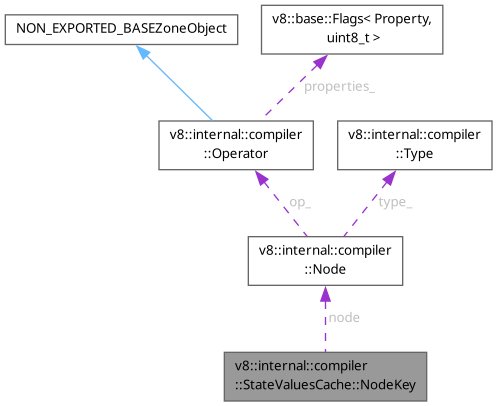 NON_EXPORTED_BASEZoneObject
v8::base::Flags< Property,
uint8_t >
properties_
v8::internal::compiler
::Operator
v8::internal::compiler
::Type
op_
type_
v8::internal::compiler
::Node
node
v8::internal::compiler
::StateValuesCache::NodeKey